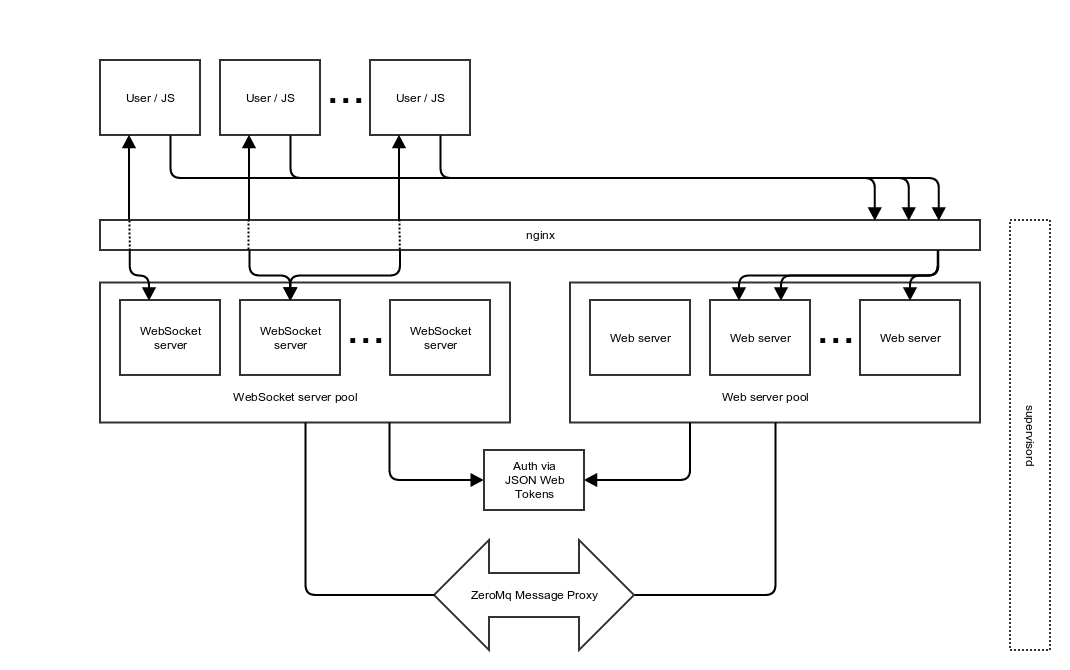 User / JS
User / JS
...
User / JS
nginx
WebSocket
server
WebSocket
server
...
WebSocket
server
WebSocket server pool
Web server
Web server
...
Web server
Web server pool
supervisord
Auth via
JSON Web
Tokens
ZeroMq Message Proxy